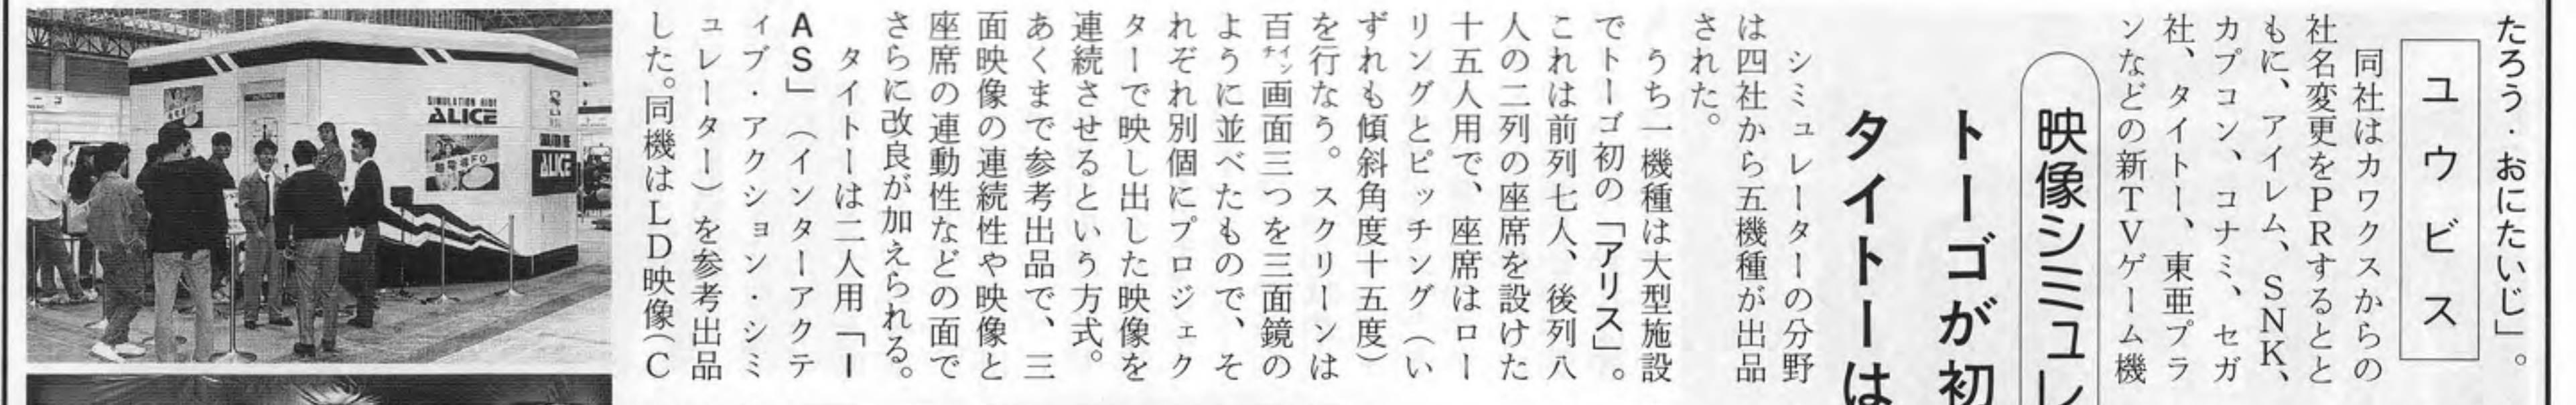 たろう・おにたいじ」。
ユウビス
同社はカワクスからの
社名変更をPRするとと
もに、アイレム、SNK、
カプコン、コナミ、セガ
社、タイトー、東亜プラ
ンなどの新TVゲーム機
映像シミュレ
トーゴが初
タイトーは
シミュレーターの分野
は四社から五機種が出品
された。
うち一機種は大型施設
でトーゴ初の「アリス」。
これは前列七人、後列八
人の二列の座席を設けた
十五人用で、座席はロー
リングとピッチング（い
ずれも傾斜角度十五度）
を行なう。スクリーンは
百インチ画面三つを三面鏡の
ように並べたもので、そ
れぞれ別個にプロジェク
ターで映し出した映像を
連続させるという方式。
あくまで参考出品で、三
面映像の連続性や映像と
座席の連動性などの面で
さらに改良が加えられる。
タイトーは二人用「I
AS」（インターアクテ
ィブ・アクション・シミ
ュレーター）を参考出品
した。同機はLD映像（C
SIMULATION RIDE
ALICE
ALICE